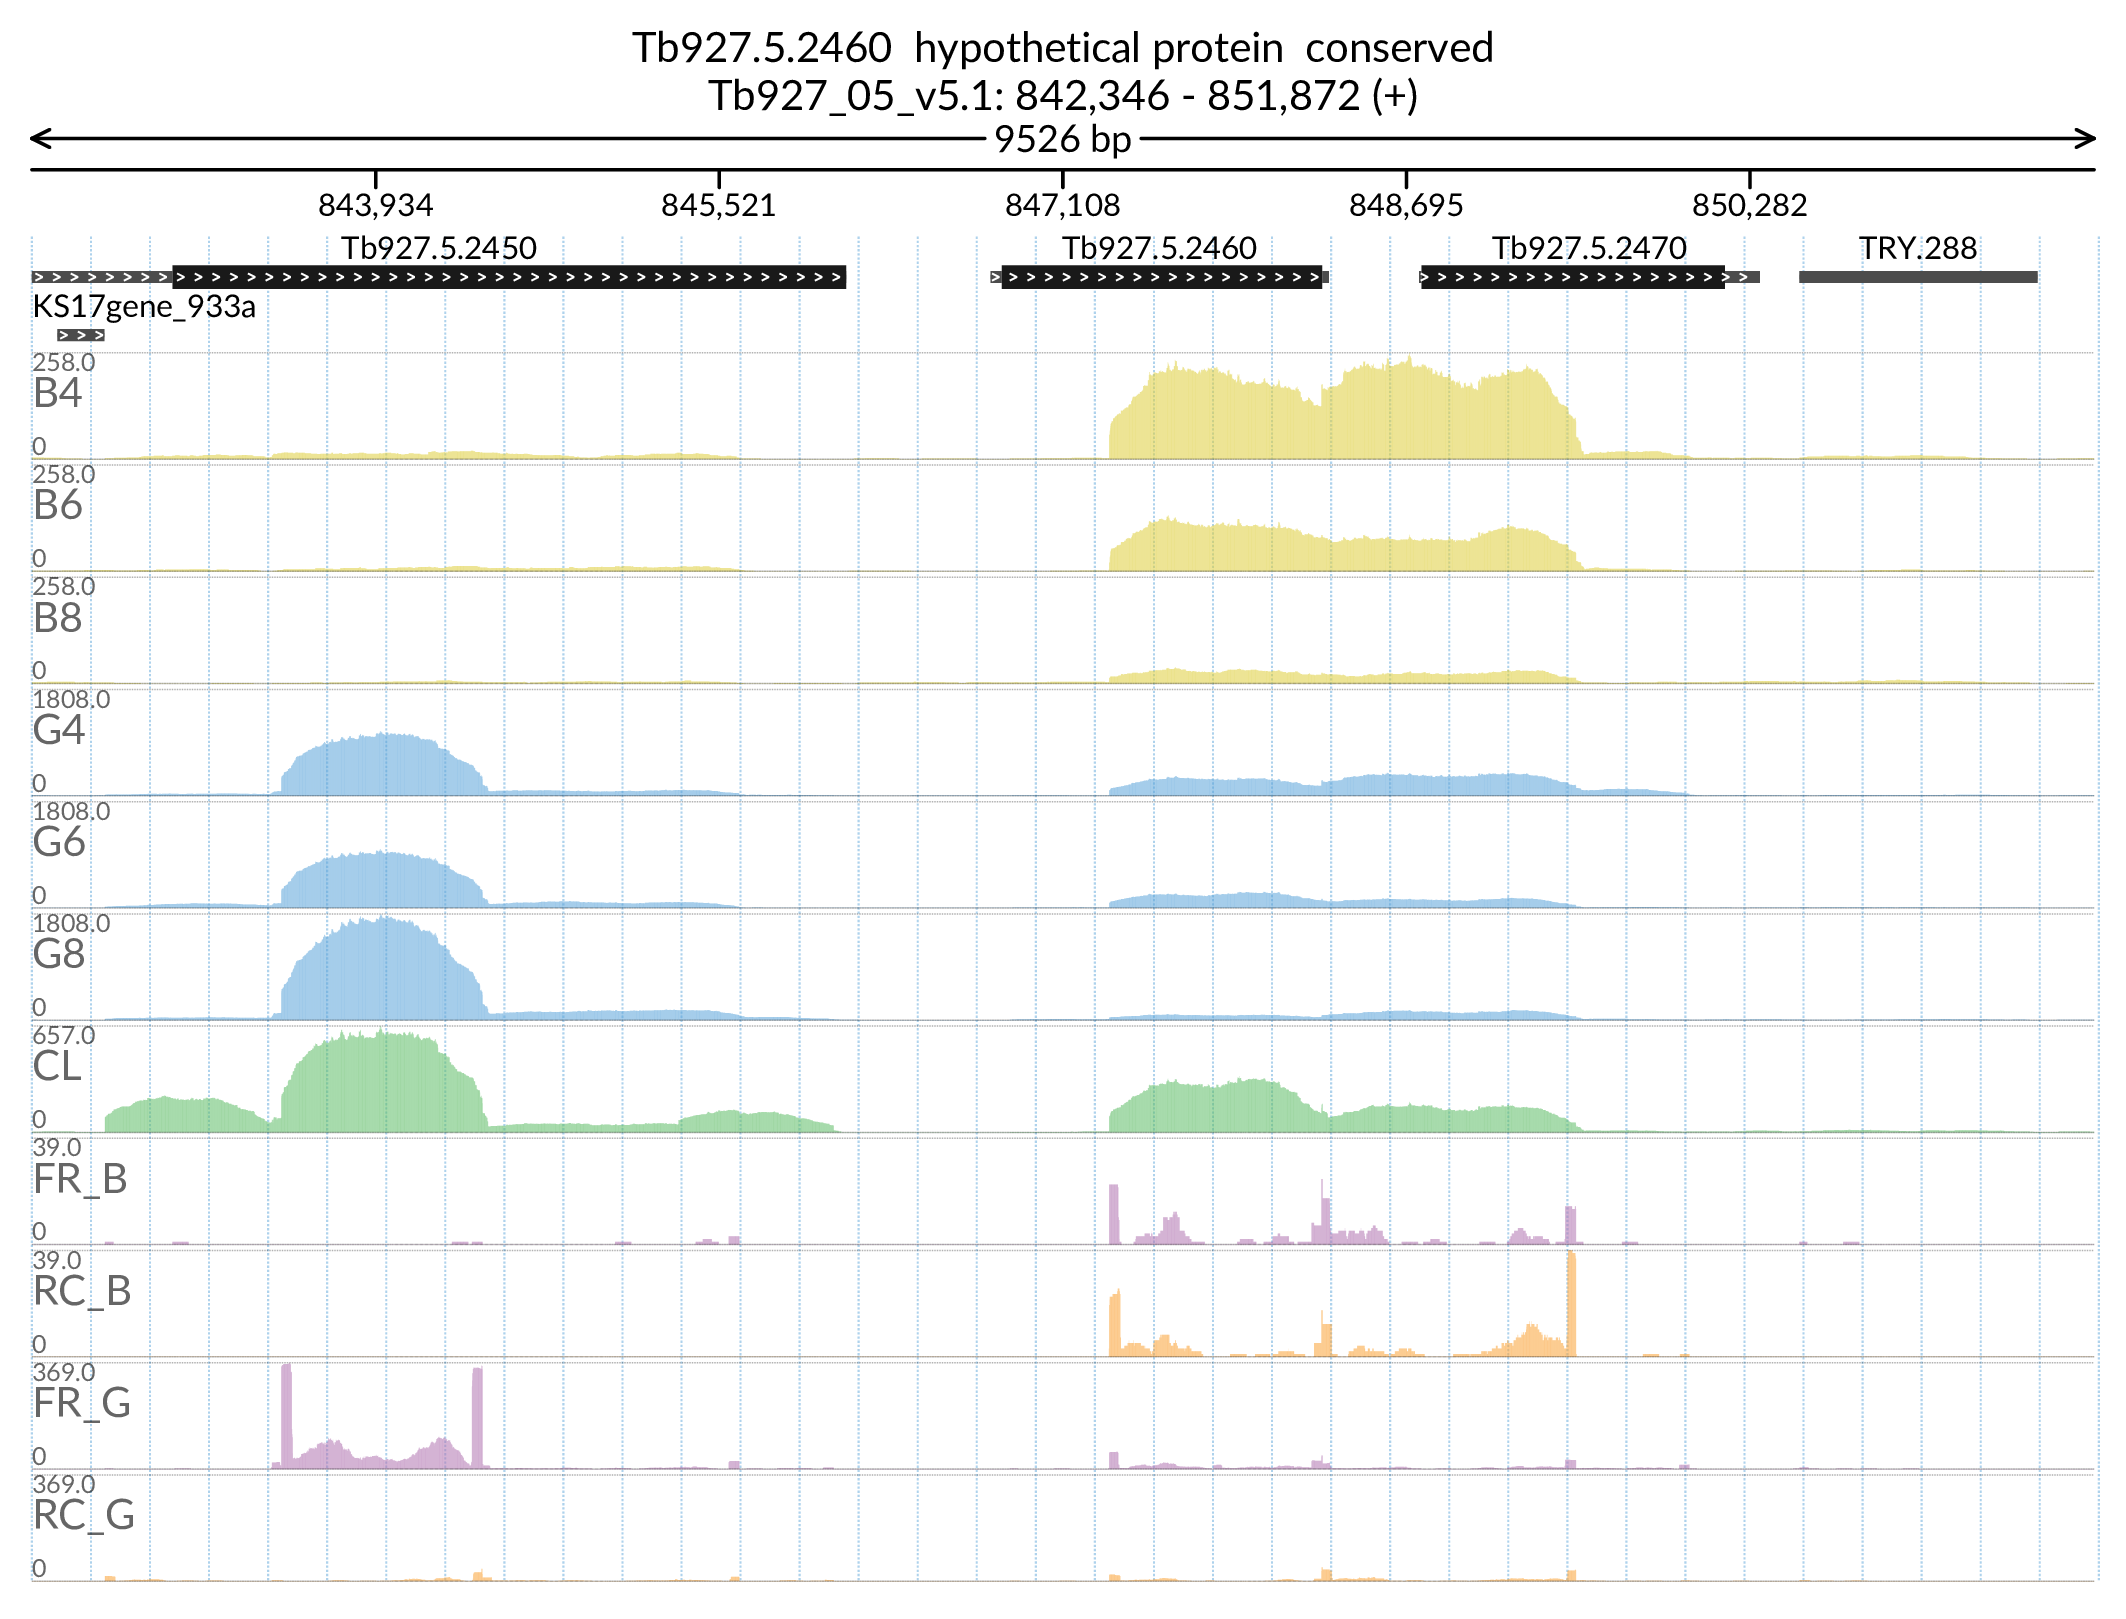 Tb927.5.2460  hypothetical protein  conserved
Tb927_05_v5.1: 842,346 - 851,872 (+)
9526 bp
843,934 845,521 847,108 848,695 850,282
Tb927.5.2450 Tb927.5.2460 Tb927.5.2470 TRY.288
KS17gene_933a
258.0
B4
0
258.0
B6
0
258.0
B8
0
1808.0
G4
0
1808.0
G6
0
1808.0
G8
0
657.0
CL
0
39.0
FR_B
0
39.0
RC_B
0
369.0
FR_G
0
369.0
RC_G
0